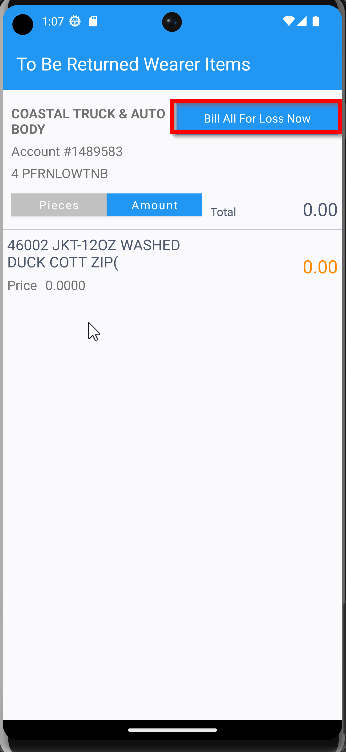 1:07
To Be Returned Wearer Items
COASTAL TRUCK & AUTO
BODY
Bill All For Loss Now
Account #1489583
4 PFRNLOWTNB
Pieces
Amount
Total
0.00
46002 JKT-12OZ WASHED
DUCK COTT ZIP(
0.00
Price 0.0000